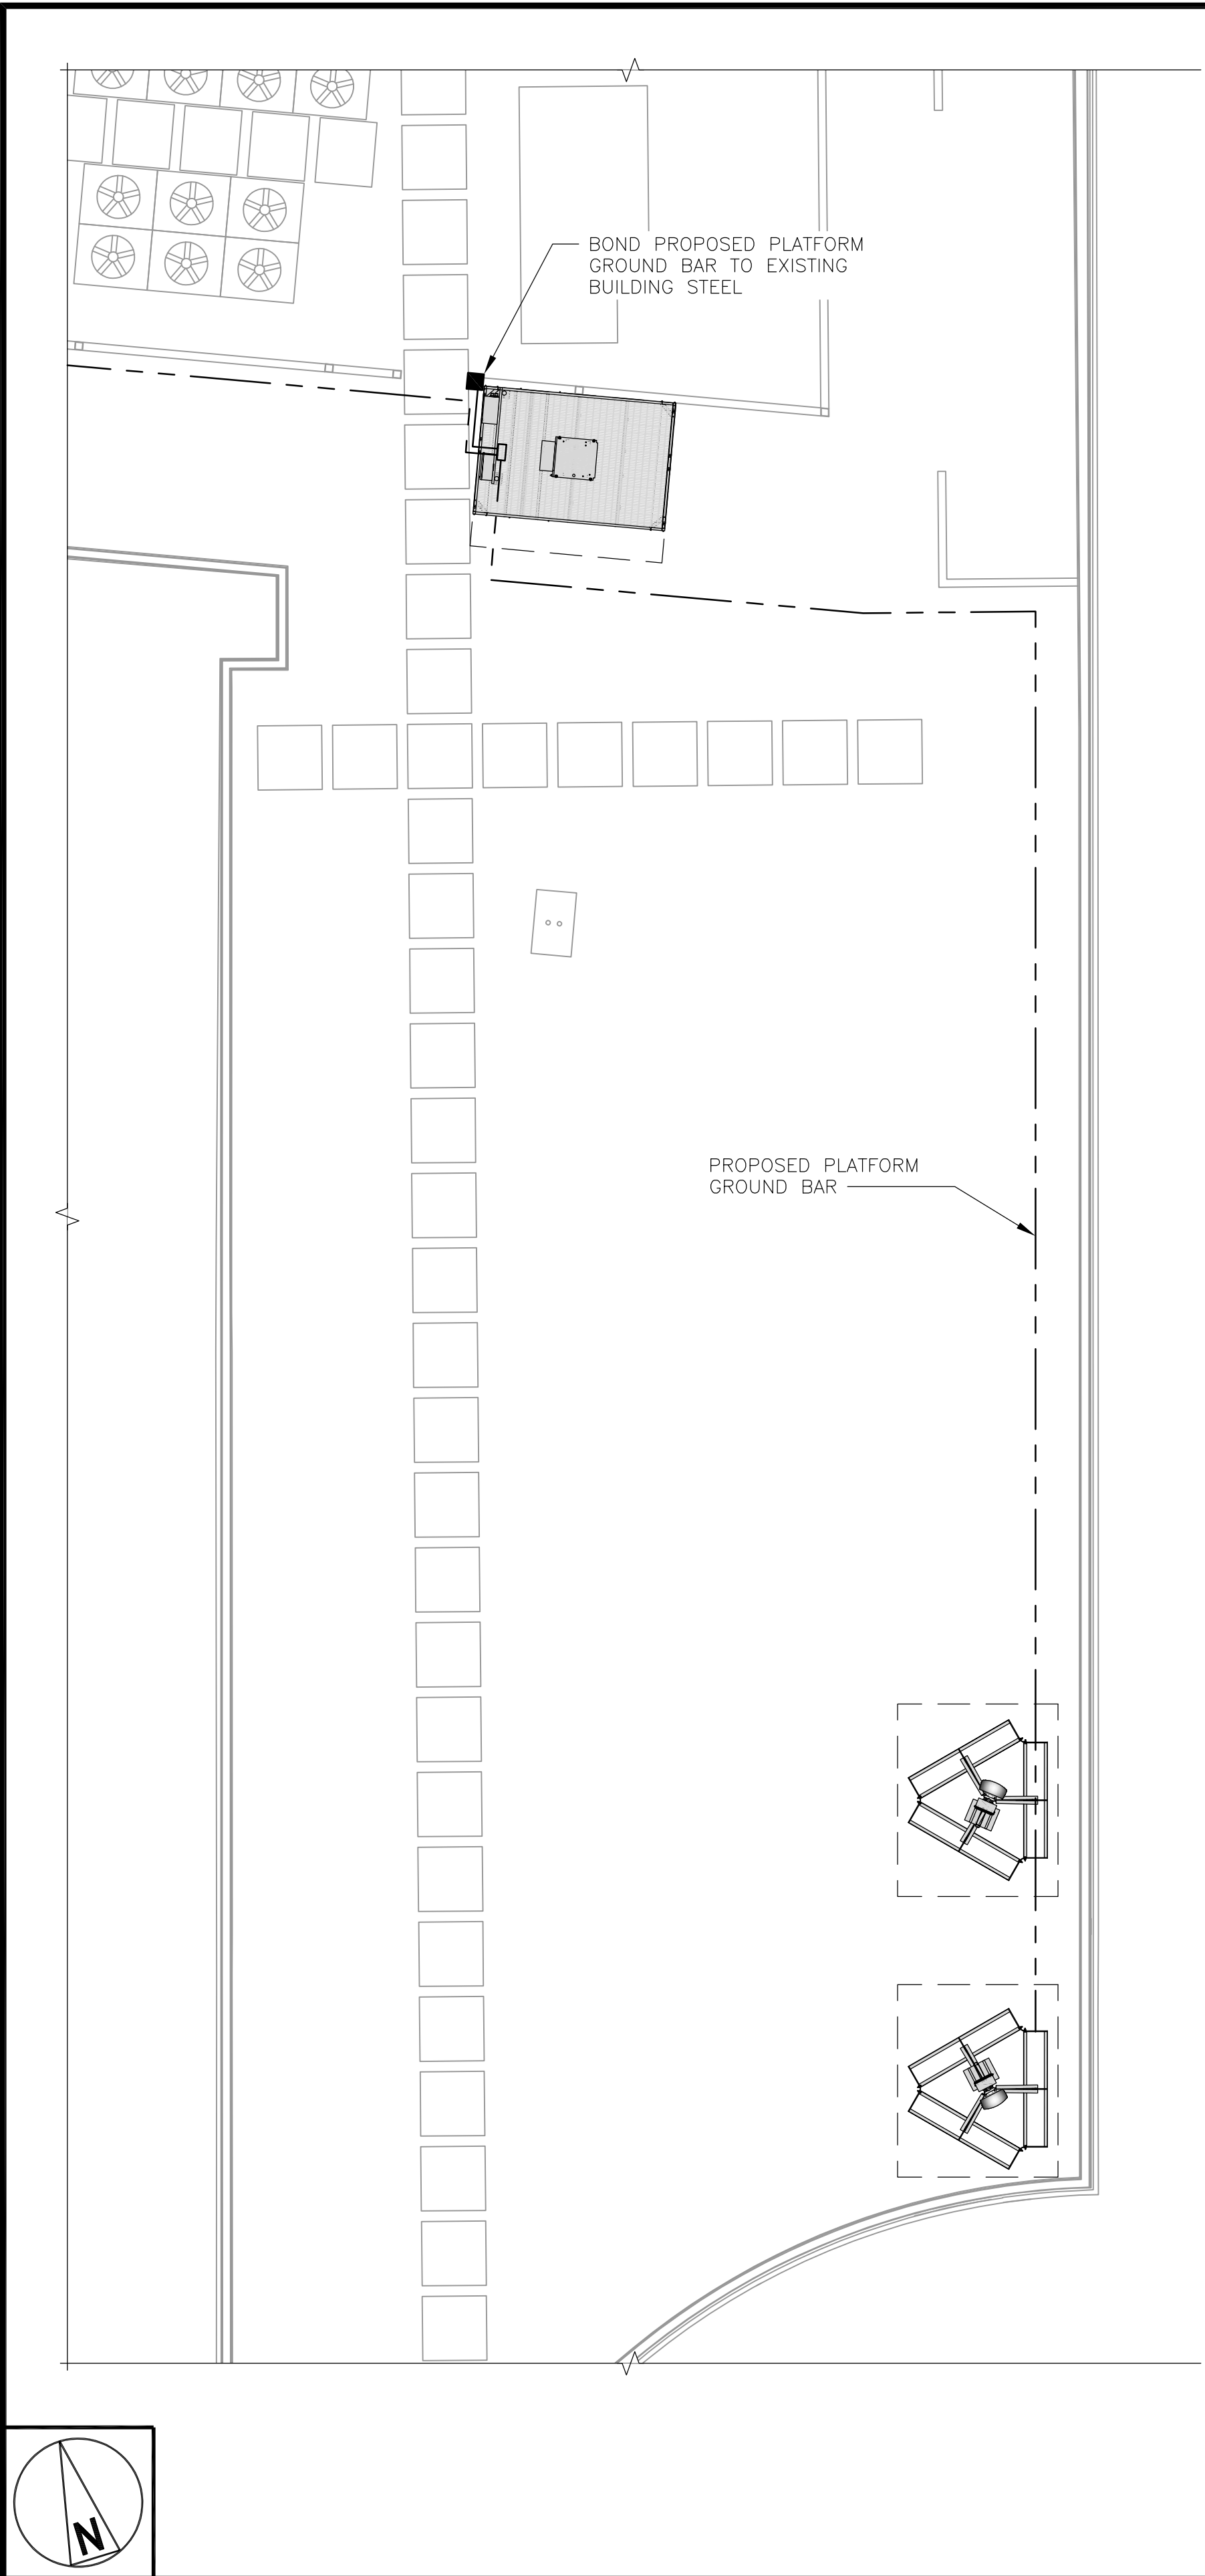 BOND PROPOSED PLATFORM
GROUND BAR TO EXISTING
BUILDING STEEL
PROPOSED PLATFORM
GROUND BAR
N